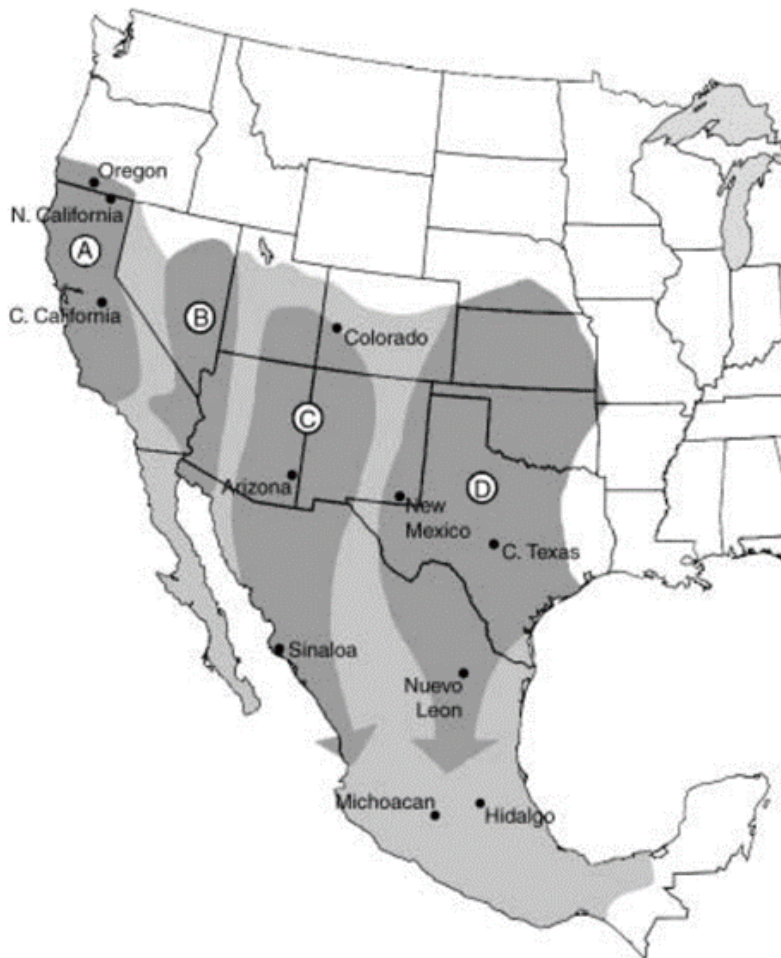 Oregon
N. California
A
C. California
B
Colorado
C
Arizona
D
New
Mexico
C. Texas
Sinaloa
Nuevo
Leon
Michoacan
Hidalgo